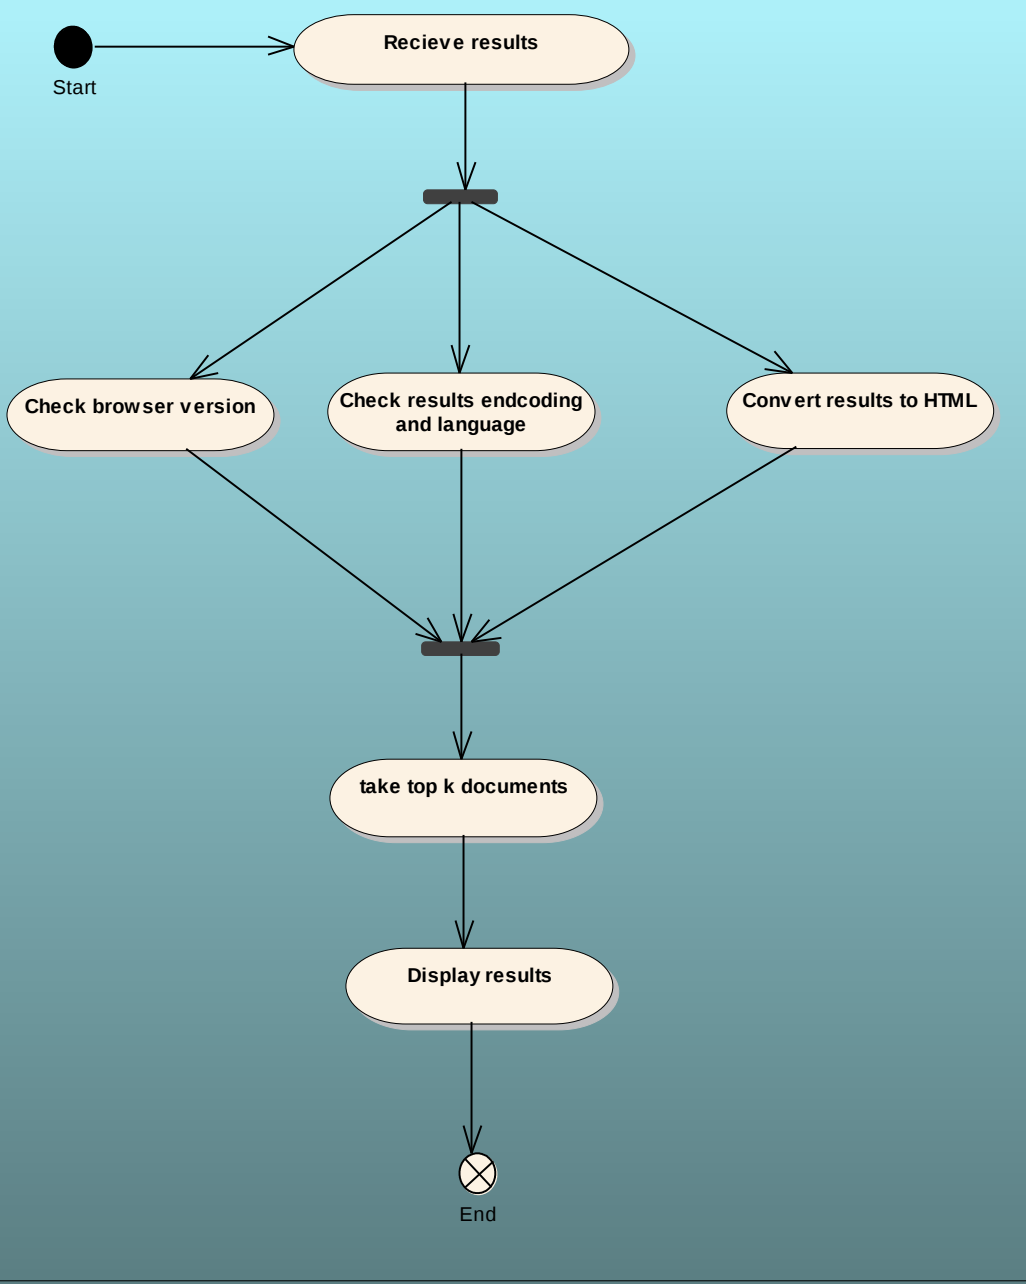 Recieve results
Start
Check browser version
Check results endcoding
and language
Convert results to HTML
take top k documents
Display results
End